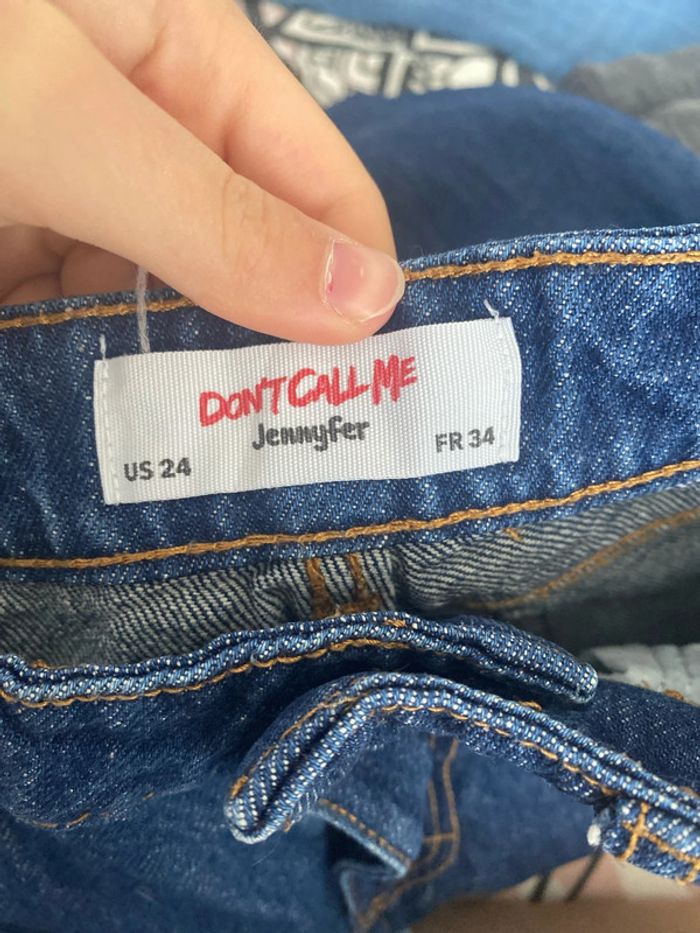 DON'T CALL ME
Jennyfer
US 24
FR 34